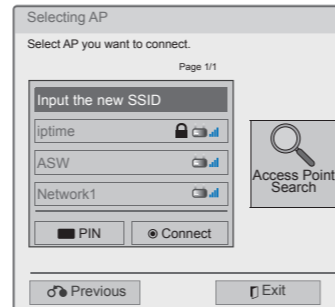 Selecting AP
Select AP you want to connect.
Page 1/1
Input the new SSID
iptime
ASW
Network1
PIN
Connect
Access Point
Search
Previous
Exit